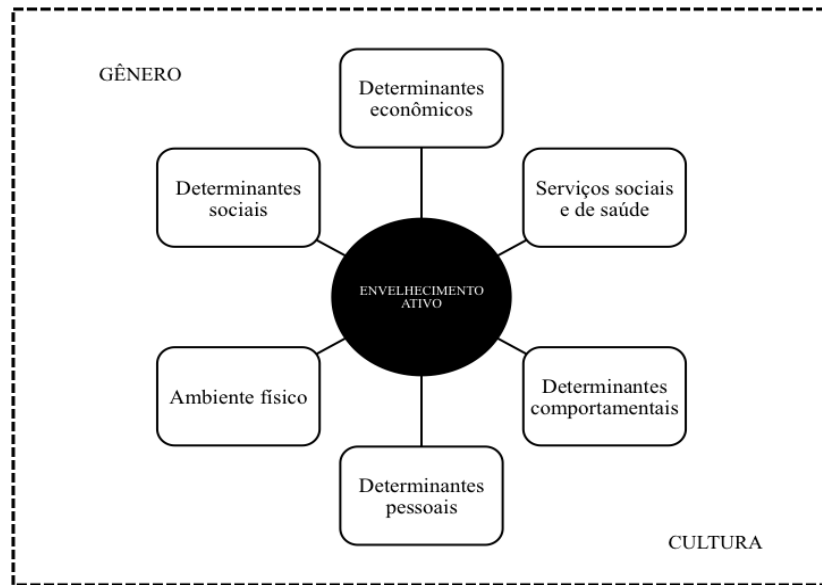 GÊNERO
Determinantes
econômicos
Determinantes
sociais
Serviços sociais
e de saúde
ENVELHECIMENTO
ATIVO
Ambiente físico
Determinantes
comportamentais
Determinantes
pessoais
CULTURA